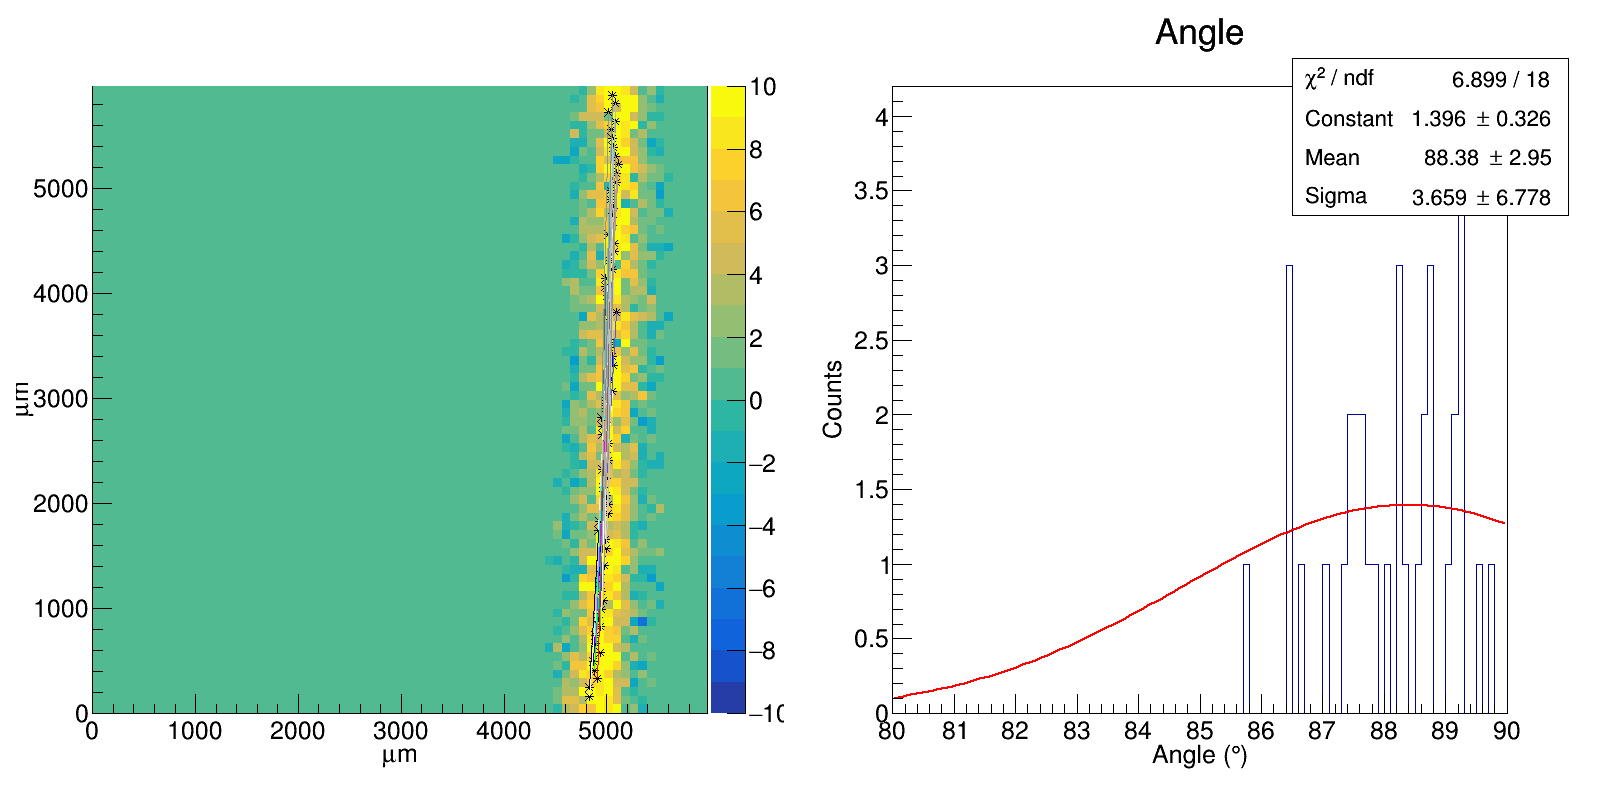 Angle
χ² / ndf 6.899 / 18
Constant 1.396 ± 0.326
Mean 88.38 ± 2.95
Sigma 3.659 ± 6.778
μm
5000
4000
3000
2000
1000
0
0 1000 2000 3000 4000 5000
μm
10
8
6
4
2
0
−2
−4
−6
−8
−10
Counts
4
3.5
3
2.5
2
1.5
1
0.5
0
80 81 82 83 84 85 86 87 88 89 90
Angle (°)